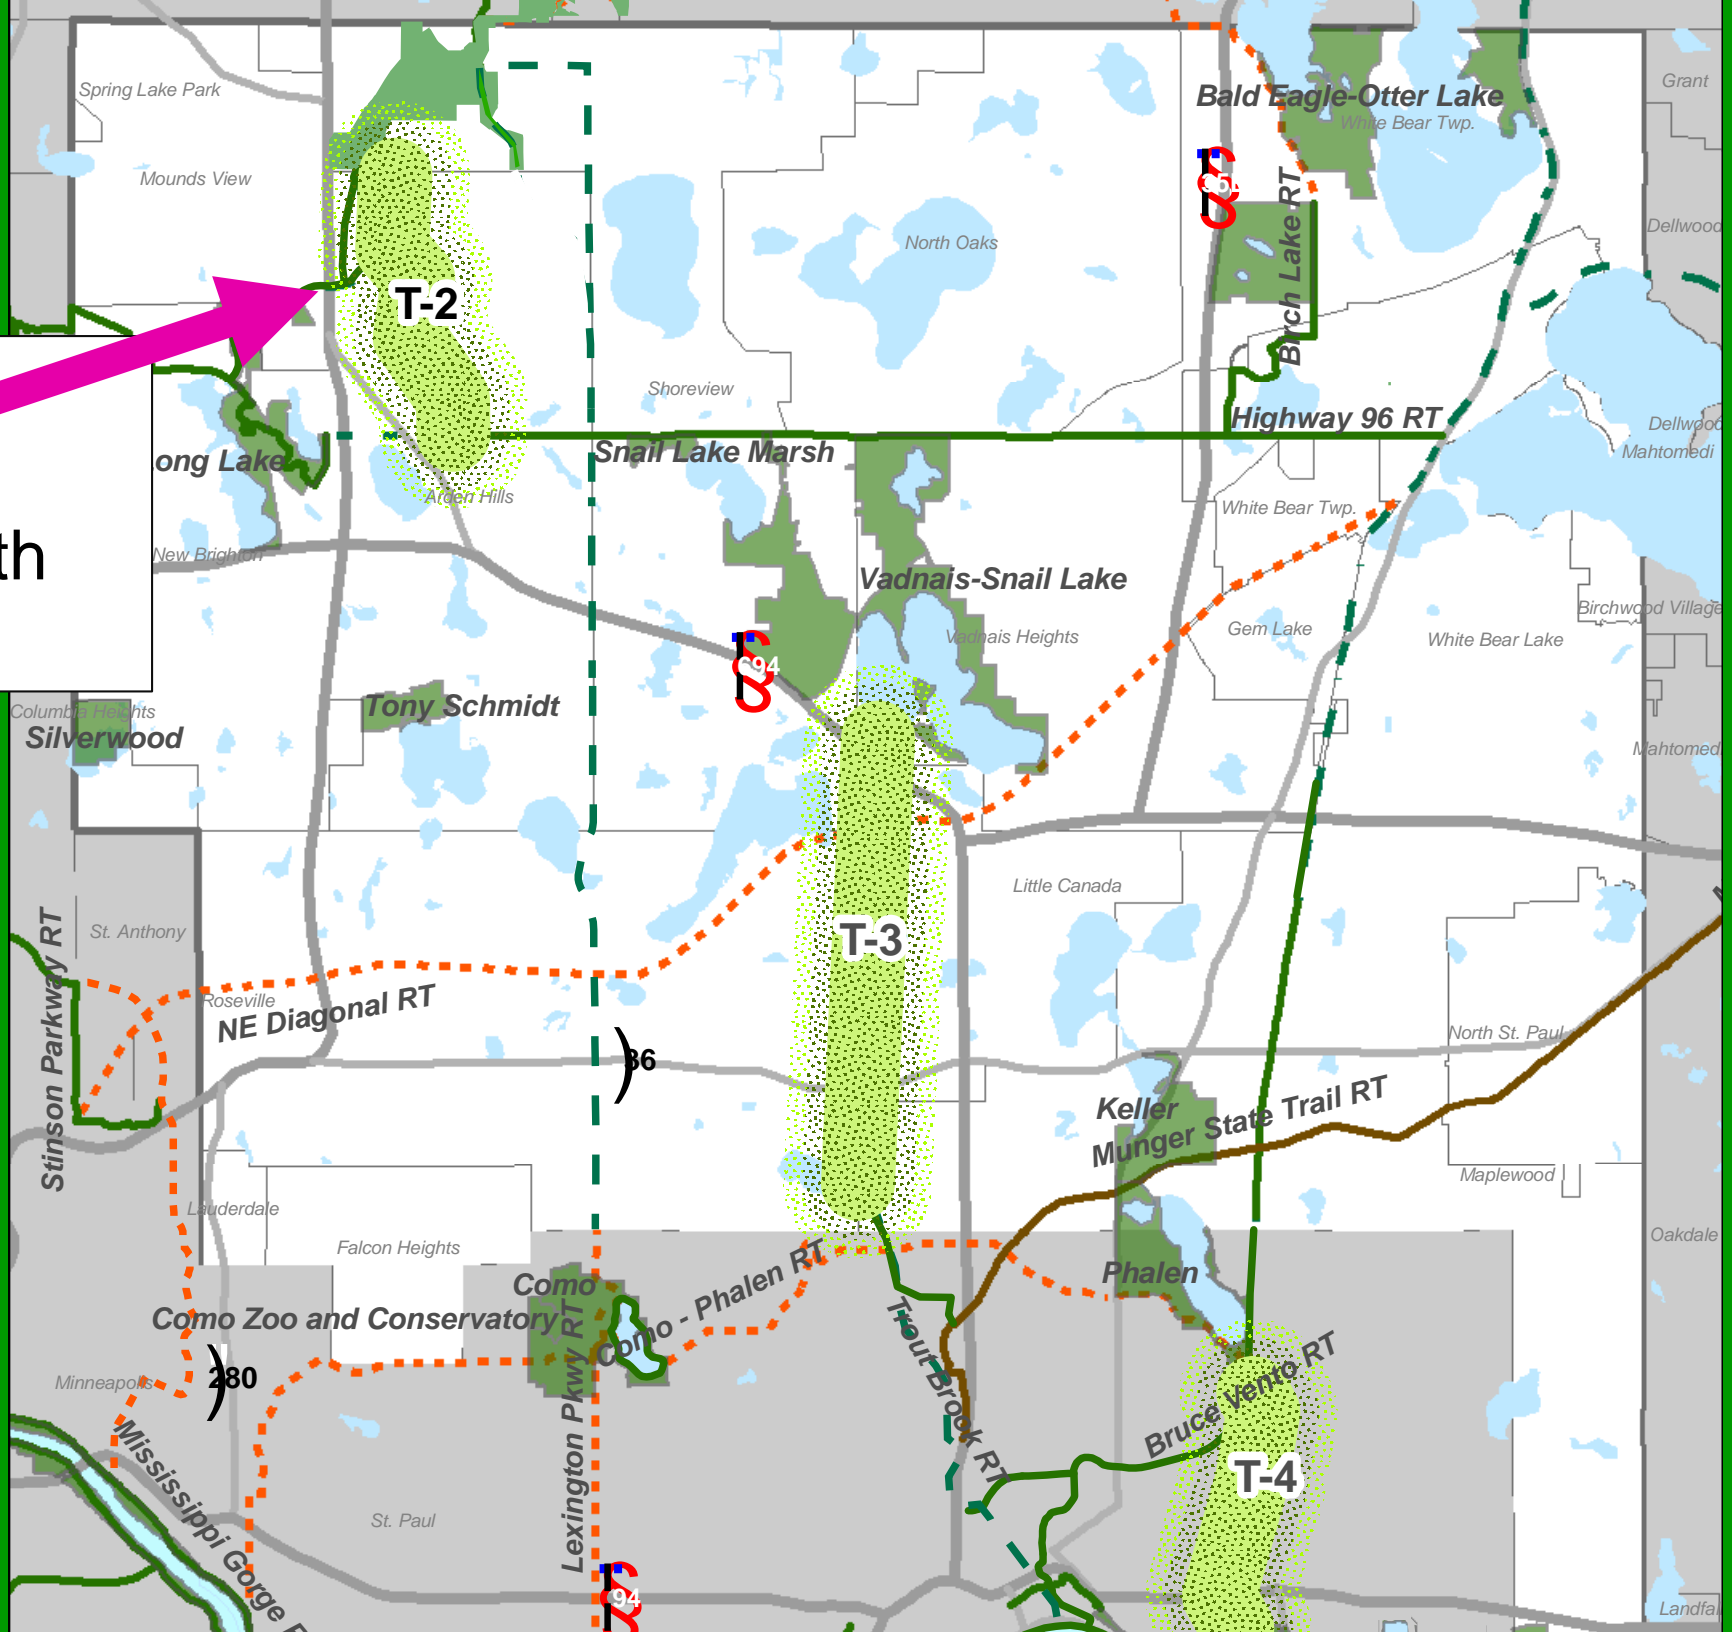 Spring Lake Park
Grant
Bald Eagle-Otter Lake
White Bear Twp.
Mounds View
Birch Lake RT
Dellwood
North Oaks
T-2
Shoreview
Highway 96 RT
Dellwood
Mahtomedi
Snail Lake Marsh
ong Lake
Arden Hills
White Bear Twp.
New Brighton
th
Vadnais-Snail Lake
Vadnais Heights
Birchwood Village
Gem Lake
White Bear Lake
694
Tony Schmidt
Columbia Heights
Silverwood
Mahtomedi
Little Canada
St. Anthony
T-3
Stinson Parkway RT
Roseville
NE Diagonal RT
North St. Paul
36
Keller
Munger State Trail RT
Maplewood
Lauderdale
Oakdale
Falcon Heights
Como
Como - Phalen RT
Phalen
Como Zoo and Conservatory
Lexington Pkwy RT
Trout Brook RT
Bruce Vento RT
Minneapolis
280
T-4
Mississippi Gorge
St. Paul
94
Landfal